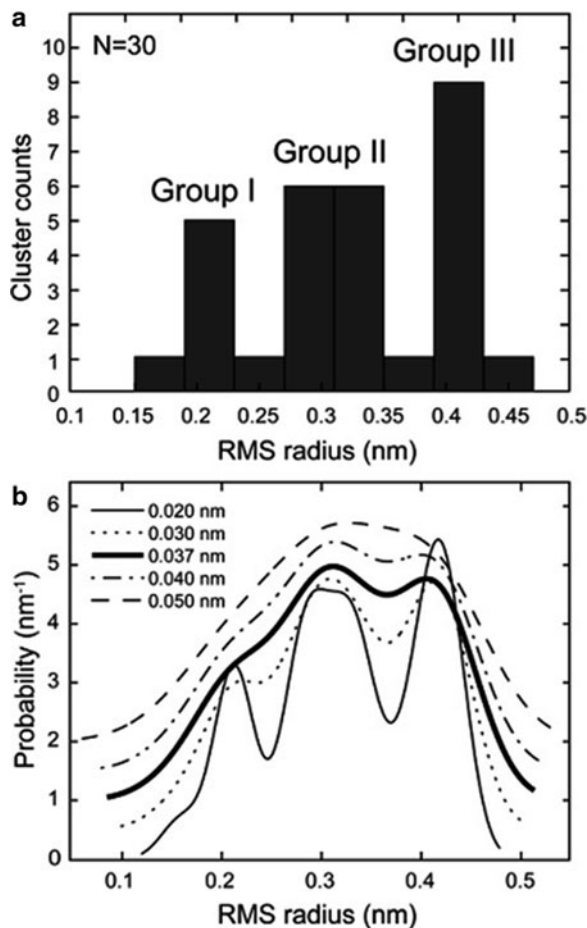 a
N=30
Group I
Group II
Group III
Cluster counts
10
9
8
7
6
5
4
3
2
1
0
0.1 0.15 0.2 0.25 0.3 0.35 0.4 0.45 0.5
RMS radius (nm)
b
0.020 nm
0.030 nm
0.037 nm
0.040 nm
0.050 nm
Probability (nm-1)
6
5
4
3
2
1
0
0.1 0.2 0.3 0.4 0.5
RMS radius (nm)